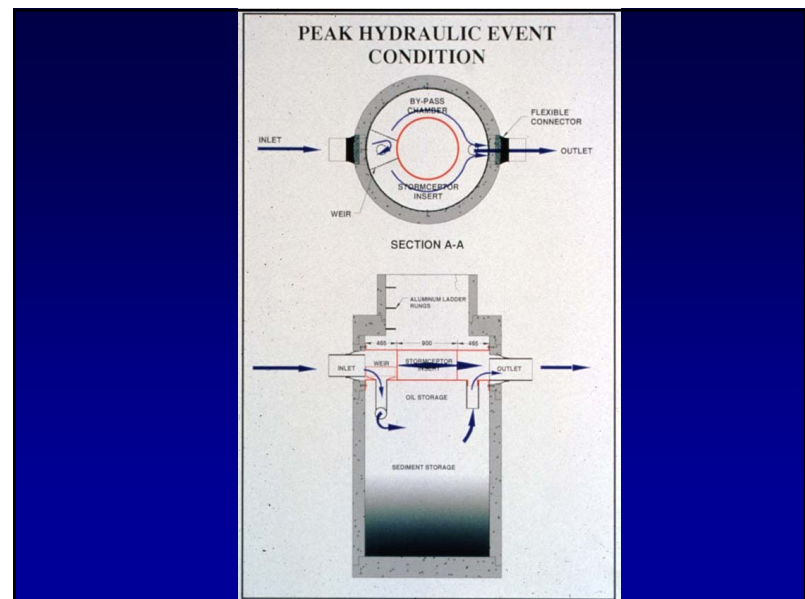 PEAK HYDRAULIC EVENT
CONDITION
BY-PASS
CHAMBER
FLEXIBLE
CONNECTOR
INLET
OUTLET
STORMCEPTOR
INSERT
WEIR
SECTION A-A
ALUMINUM LADDER
RUNGS
465
900
465
INLET
WEIR
STORMCEPTOR
INSERT
OUTLET
OIL STORAGE
SEDIMENT STORAGE